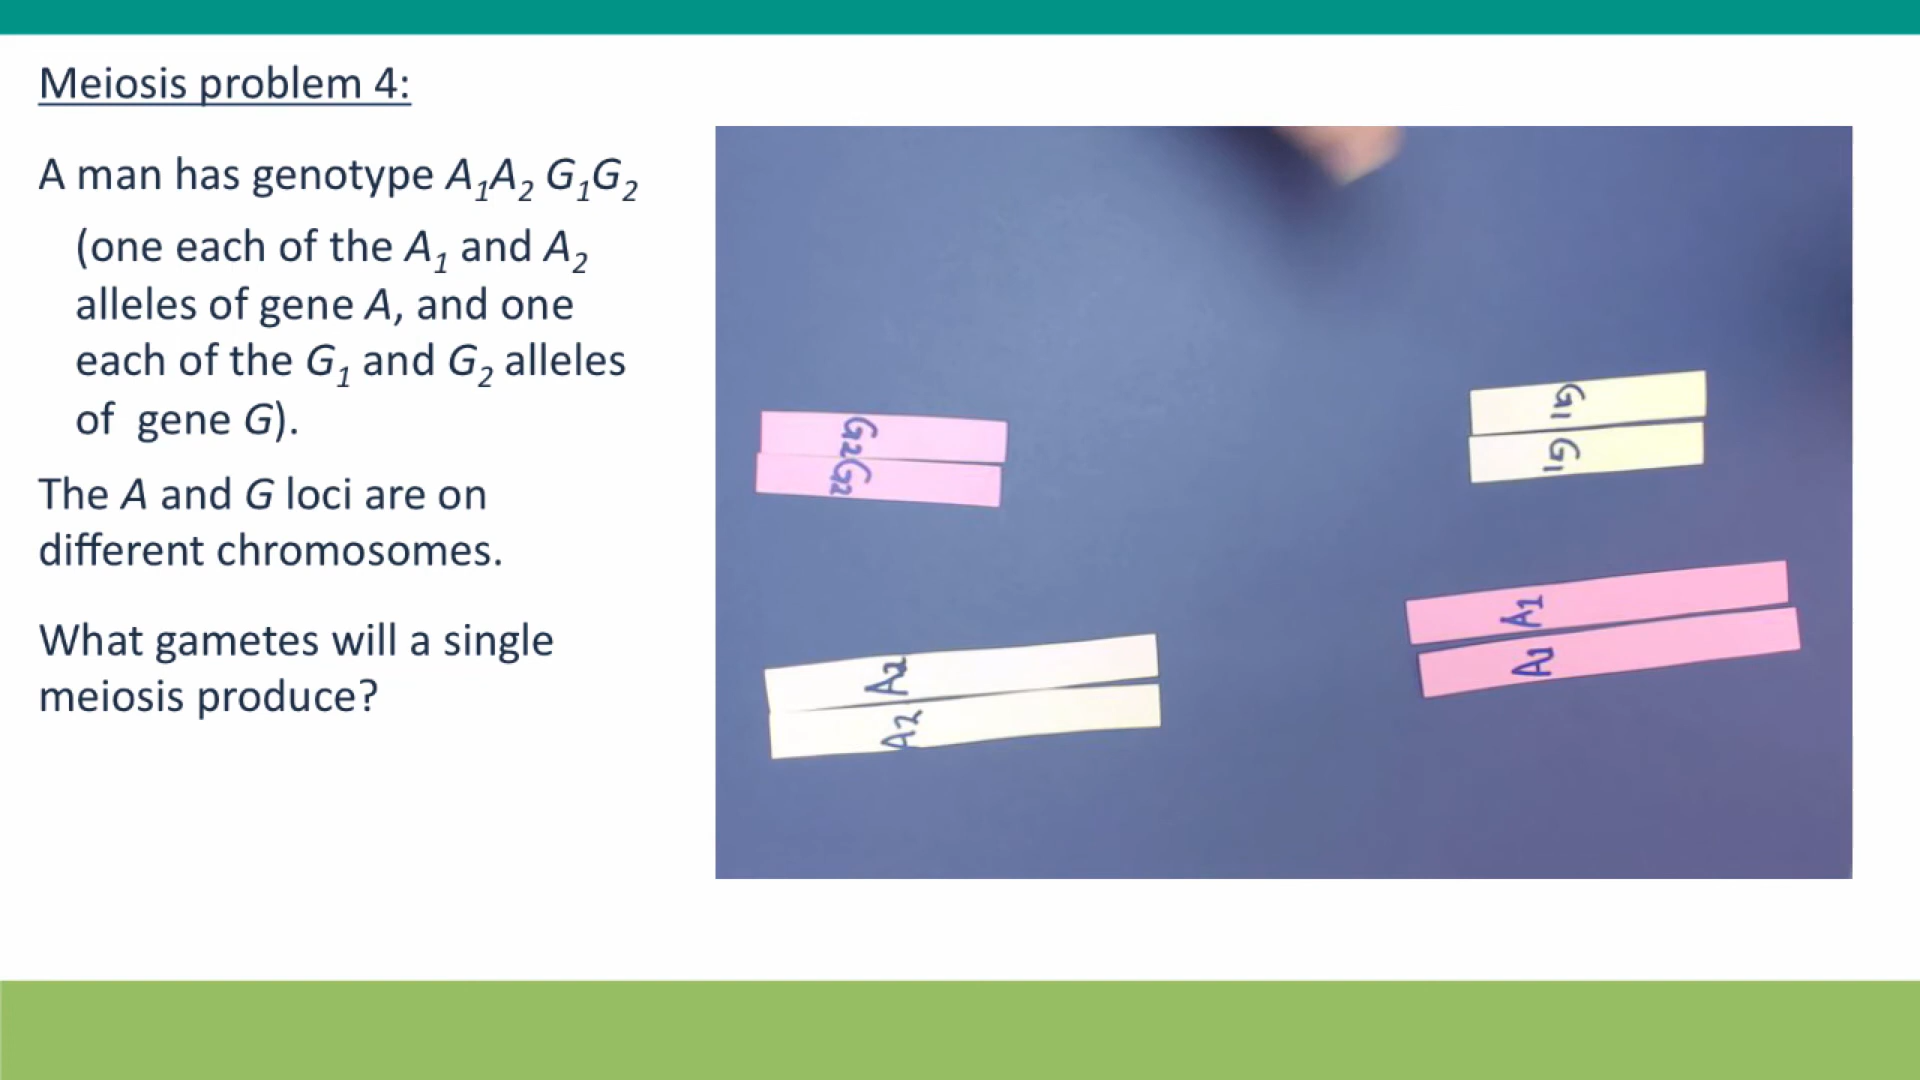 Meiosis problem 4:
A man has genotype A₁A₂ G₁G₂
(one each of the A₁ and A₂
alleles of gene A, and one
each of the G₁ and G₂ alleles
of gene G).
The A and G loci are on
different chromosomes.
What gametes will a single
meiosis produce?
G2
G2
G1
G1
A2
A2
A1
A1